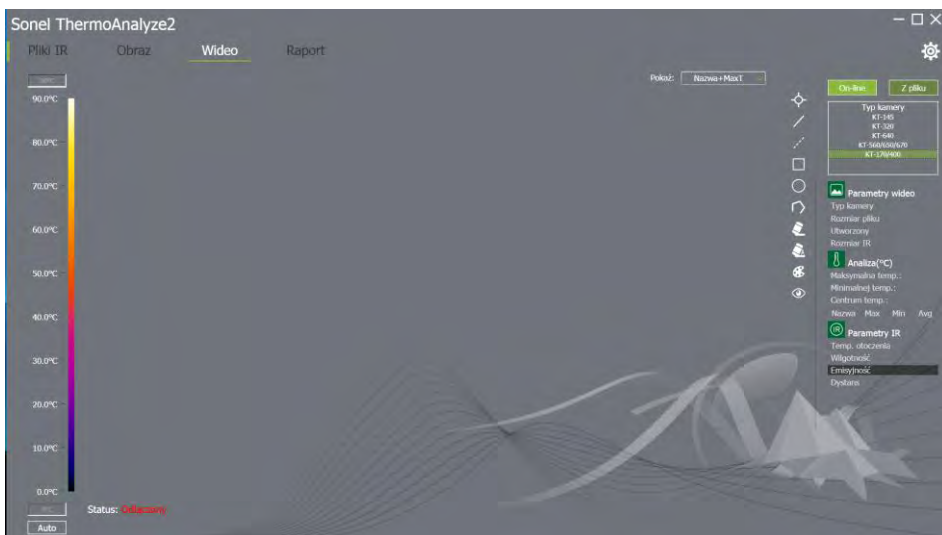 Sonel ThermoAnalyze2
Pliki IR Obraz Wideo Raport
Pokaż: Nazwa+MaxT
90.0°C
80.0°C
70.0°C
60.0°C
50.0°C
40.0°C
30.0°C
20.0°C
10.0°C
0.0°C
Auto
Status: Odłączony
On-line Z pliku
Typ kamery
KT-145
KT-320
KT-640
KT-560/650/670
KT-170/400
Parametry wideo
Typ kamery
Rozmiar pliku
Utworzony
Rozmiar IR
Analiza(°C)
Maksymalna temp.:
Minimalnej temp.:
Centrum temp.:
Nazwa Max Min Avg
IR Parametry IR
Temp. otoczenia
Wilgotność
Emisyjność
Dystans